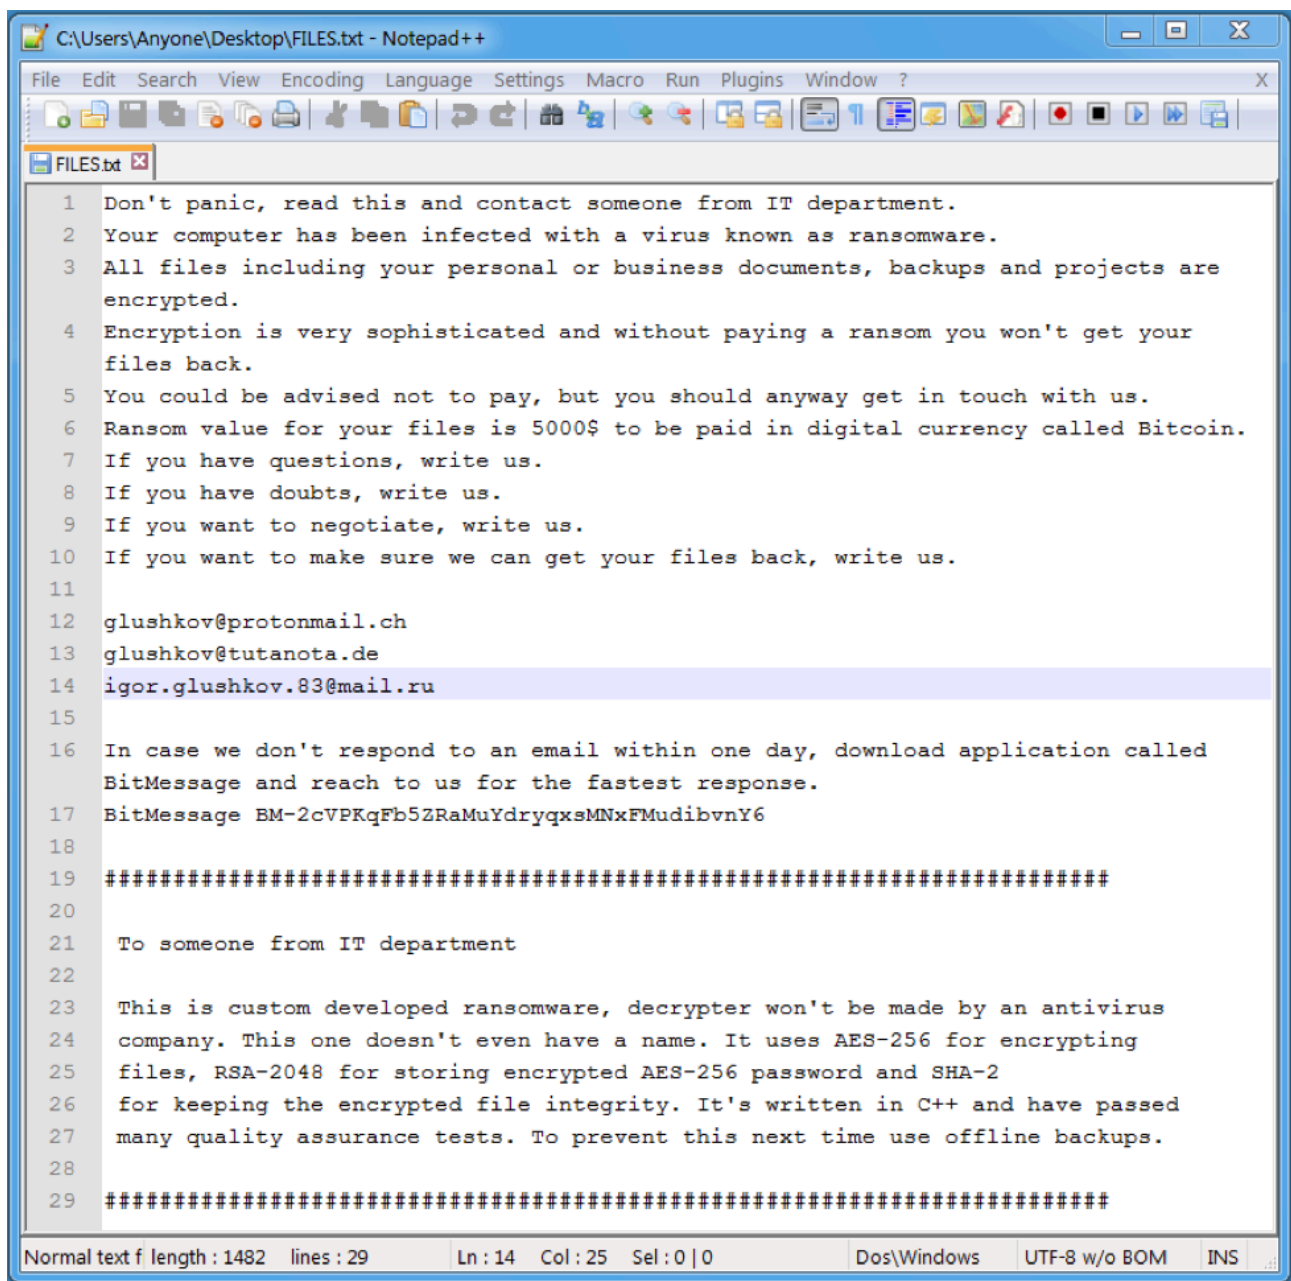 C:\Users\Anyone\Desktop\FILES.txt - Notepad++
File Edit Search View Encoding Language Settings Macro Run Plugins Window ? X
FILES.txt
1 Don't panic, read this and contact someone from IT department.
2 Your computer has been infected with a virus known as ransomware.
3 All files including your personal or business documents, backups and projects are
encrypted.
4 Encryption is very sophisticated and without paying a ransom you won't get your
files back.
5 You could be advised not to pay, but you should anyway get in touch with us.
6 Ransom value for your files is 5000$ to be paid in digital currency called Bitcoin.
7 If you have questions, write us.
8 If you have doubts, write us.
9 If you want to negotiate, write us.
10 If you want to make sure we can get your files back, write us.
11
12 glushkov@protonmail.ch
13 glushkov@tutanota.de
14 igor.glushkov.83@mail.ru
15
16 In case we don't respond to an email within one day, download application called
BitMessage and reach to us for the fastest response.
17 BitMessage BM-2cVPKqFb5ZRaMuYdryqxsMNxFMudibvnY6
18
19 #########################################################################
20
21 To someone from IT department
22
23 This is custom developed ransomware, decrypter won't be made by an antivirus
24 company. This one doesn't even have a name. It uses AES-256 for encrypting
25 files, RSA-2048 for storing encrypted AES-256 password and SHA-2
26 for keeping the encrypted file integrity. It's written in C++ and have passed
27 many quality assurance tests. To prevent this next time use offline backups.
28
29 #########################################################################
Normal text f length : 1482 lines : 29 Ln : 14 Col : 25 Sel : 0 | 0 Dos\Windows UTF-8 w/o BOM INS